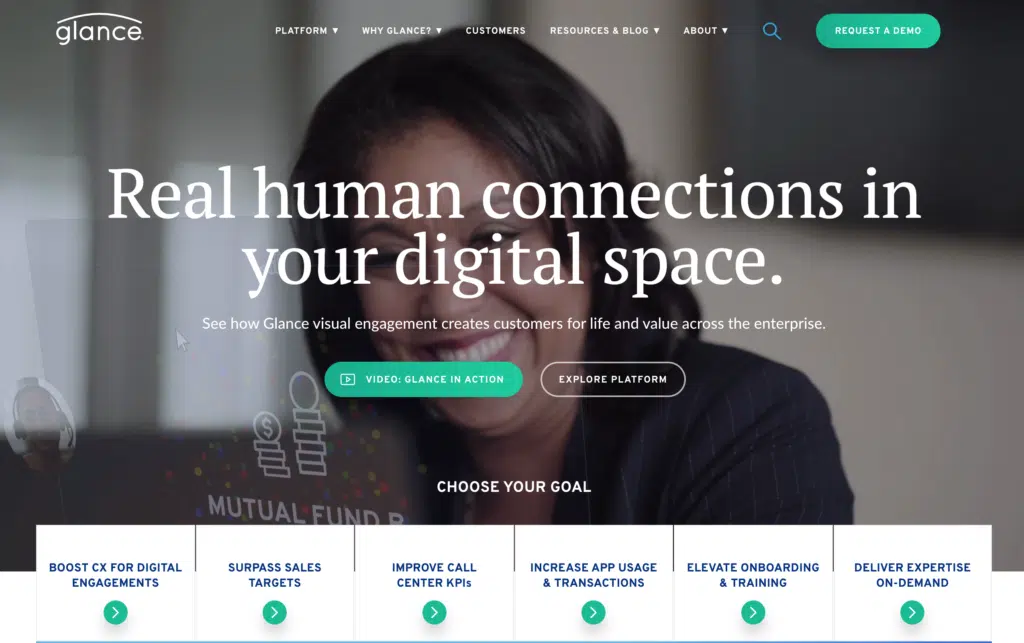 glance
PLATFORM ▼
WHY GLANCE? ▼
CUSTOMERS
RESOURCES & BLOG ▼
ABOUT ▼
REQUEST A DEMO
Real human connections in
your digital space.
See how Glance visual engagement creates customers for life and value across the enterprise.
VIDEO: GLANCE IN ACTION
EXPLORE PLATFORM
$
MUTUAL FUND
CHOOSE YOUR GOAL
BOOST CX FOR DIGITAL
ENGAGEMENTS
SURPASS SALES
TARGETS
IMPROVE CALL
CENTER KPIs
INCREASE APP USAGE
& TRANSACTIONS
ELEVATE ONBOARDING
& TRAINING
DELIVER EXPERTISE
ON-DEMAND